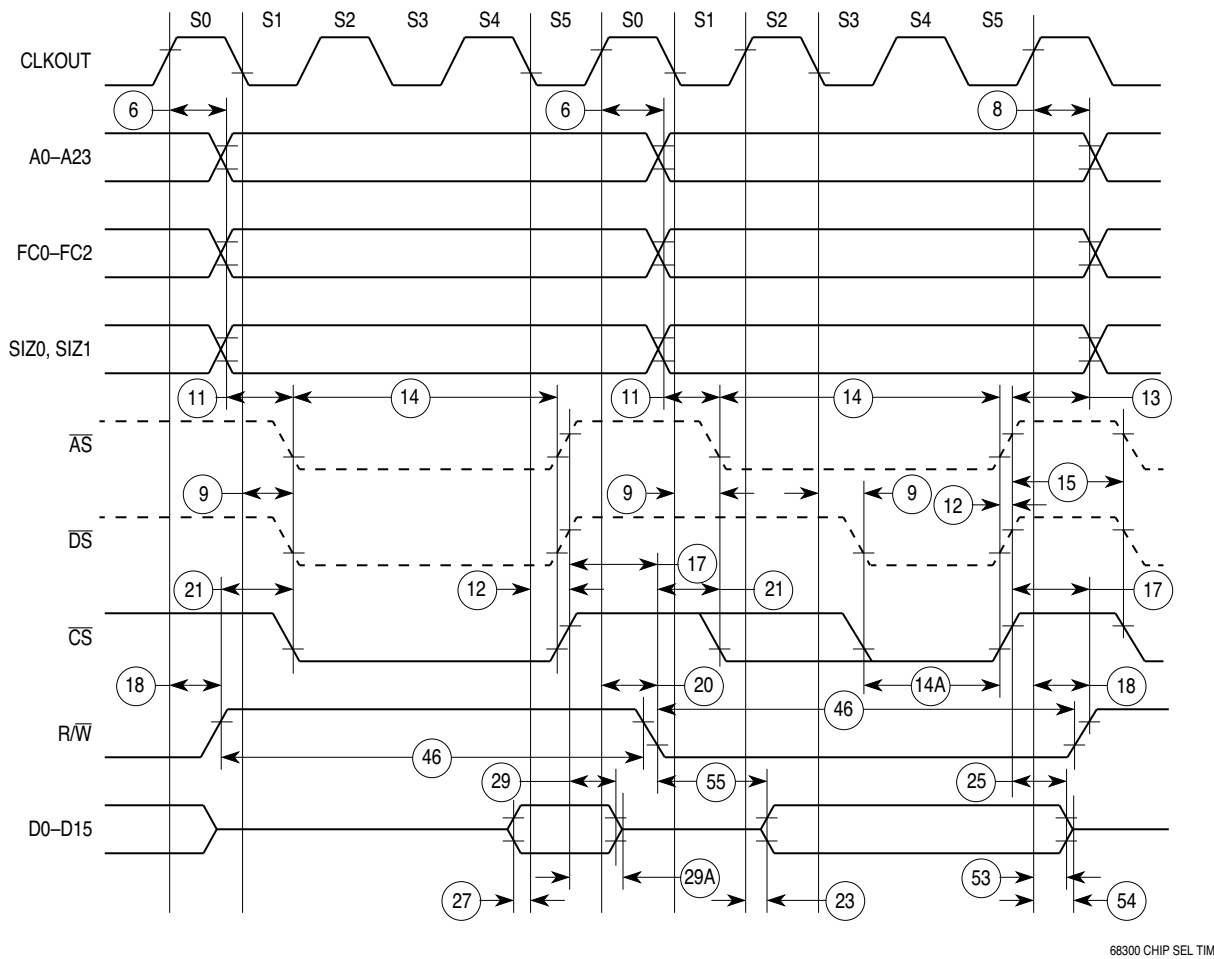 S0 S1 S2 S3 S4 S5 S0 S1 S2 S3 S4 S5
CLKOUT
6 6 8
A0–A23
FC0–FC2
SIZ0, SIZ1
11 14 11 14 13
AS
9 9 9 12 15
DS
21 12 17 21 17
CS
18 20 14A 18
R/W
46 46
29 55 25
D0–D15
27 29A 23 53 54
68300 CHIP SEL TIM